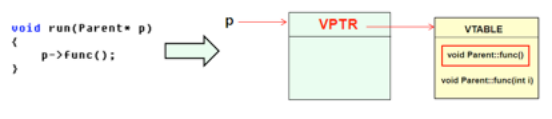 void run(Parent* p)
{
    p->func();
}
p
VPTR
VTABLE
void Parent::func()
void Parent::func(int i)